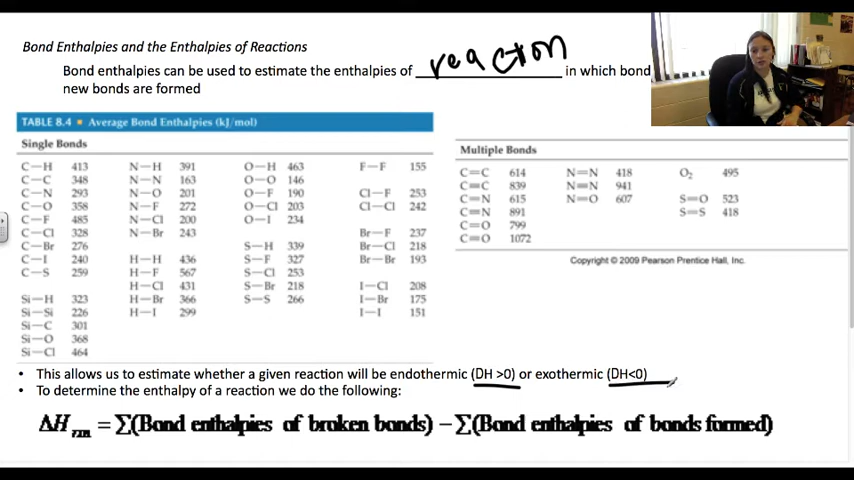 Bond Enthalpies and the Enthalpies of Reactions
Bond enthalpies can be used to estimate the enthalpies of reaction in which bond
new bonds are formed
TABLE 8.4 ■ Average Bond Enthalpies (kJ/mol)
Single Bonds
C—H 413 N—H 391 O—H 463 F—F 155
C—C 348 N—N 163 O—O 146
C—N 293 N—O 201 O—F 190 Cl—F 253
C—O 358 N—F 272 O—Cl 203 Cl—Cl 242
C—F 485 N—Cl 200 O—I 234
C—Cl 328 N—Br 243 Br—F 237
C—Br 276 S—H 339 Br—Cl 218
C—I 240 H—H 436 S—F 327 Br—Br 193
C—S 259 H—F 567 S—Cl 253
H—Cl 431 S—Br 218 I—Cl 208
Si—H 323 H—Br 366 S—S 266 I—Br 175
Si—Si 226 H—I 299 I—I 151
Si—C 301
Si—O 368
Si—Cl 464
Multiple Bonds
C=C 614 N=N 418 O₂ 495
C≡C 839 N≡N 941
C=N 615 N=O 607 S=O 523
C≡N 891 S=S 418
C=O 799
C≡O 1072
Copyright © 2009 Pearson Prentice Hall, Inc.
• This allows us to estimate whether a given reaction will be endothermic (DH >0) or exothermic (DH<0)
• To determine the enthalpy of a reaction we do the following:
ΔH rxn = ∑(Bond enthalpies of broken bonds) − ∑(Bond enthalpies of bonds formed)